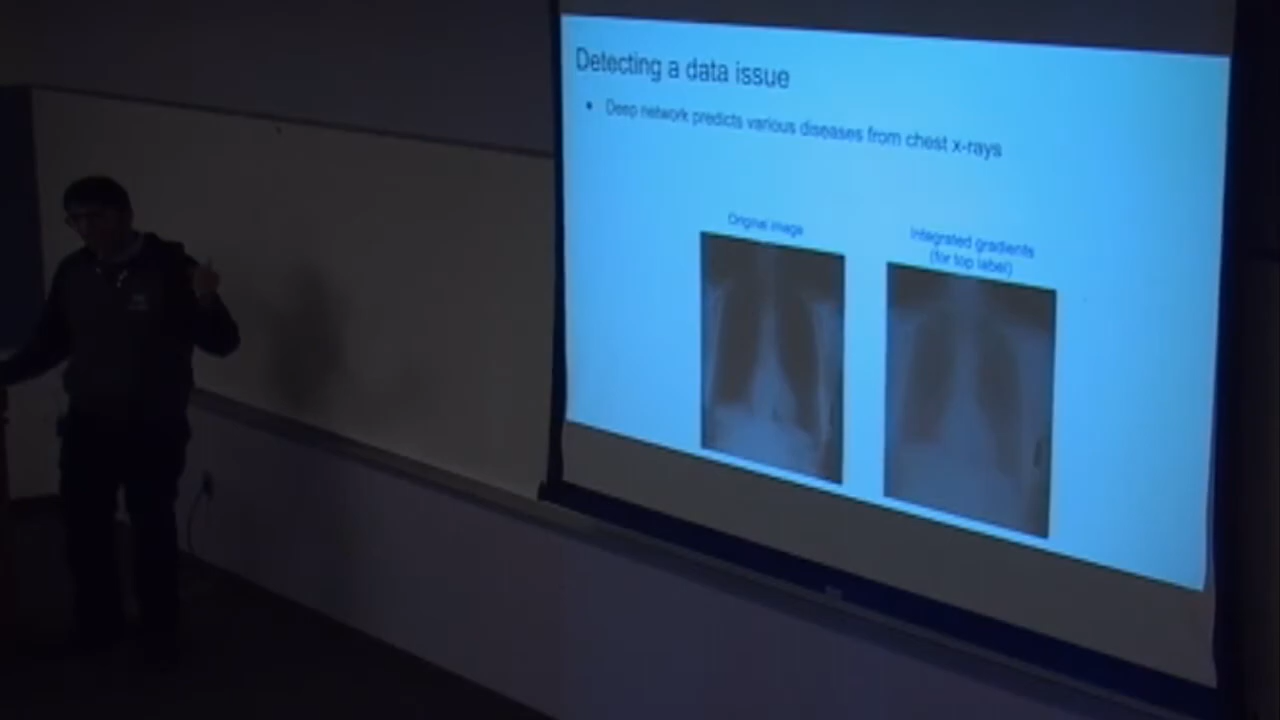 Detecting a data issue
• Deep network predicts various diseases from chest x-rays
Original image
Integrated gradients
(for top label)